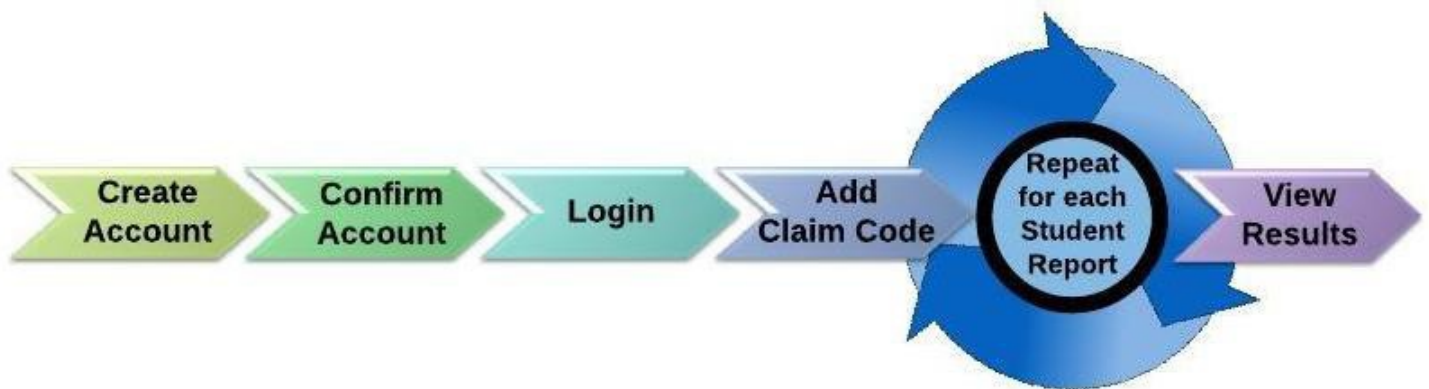 Create
Account
Confirm
Account
Login
Add
Claim Code
Repeat
for each
Student
Report
View
Results